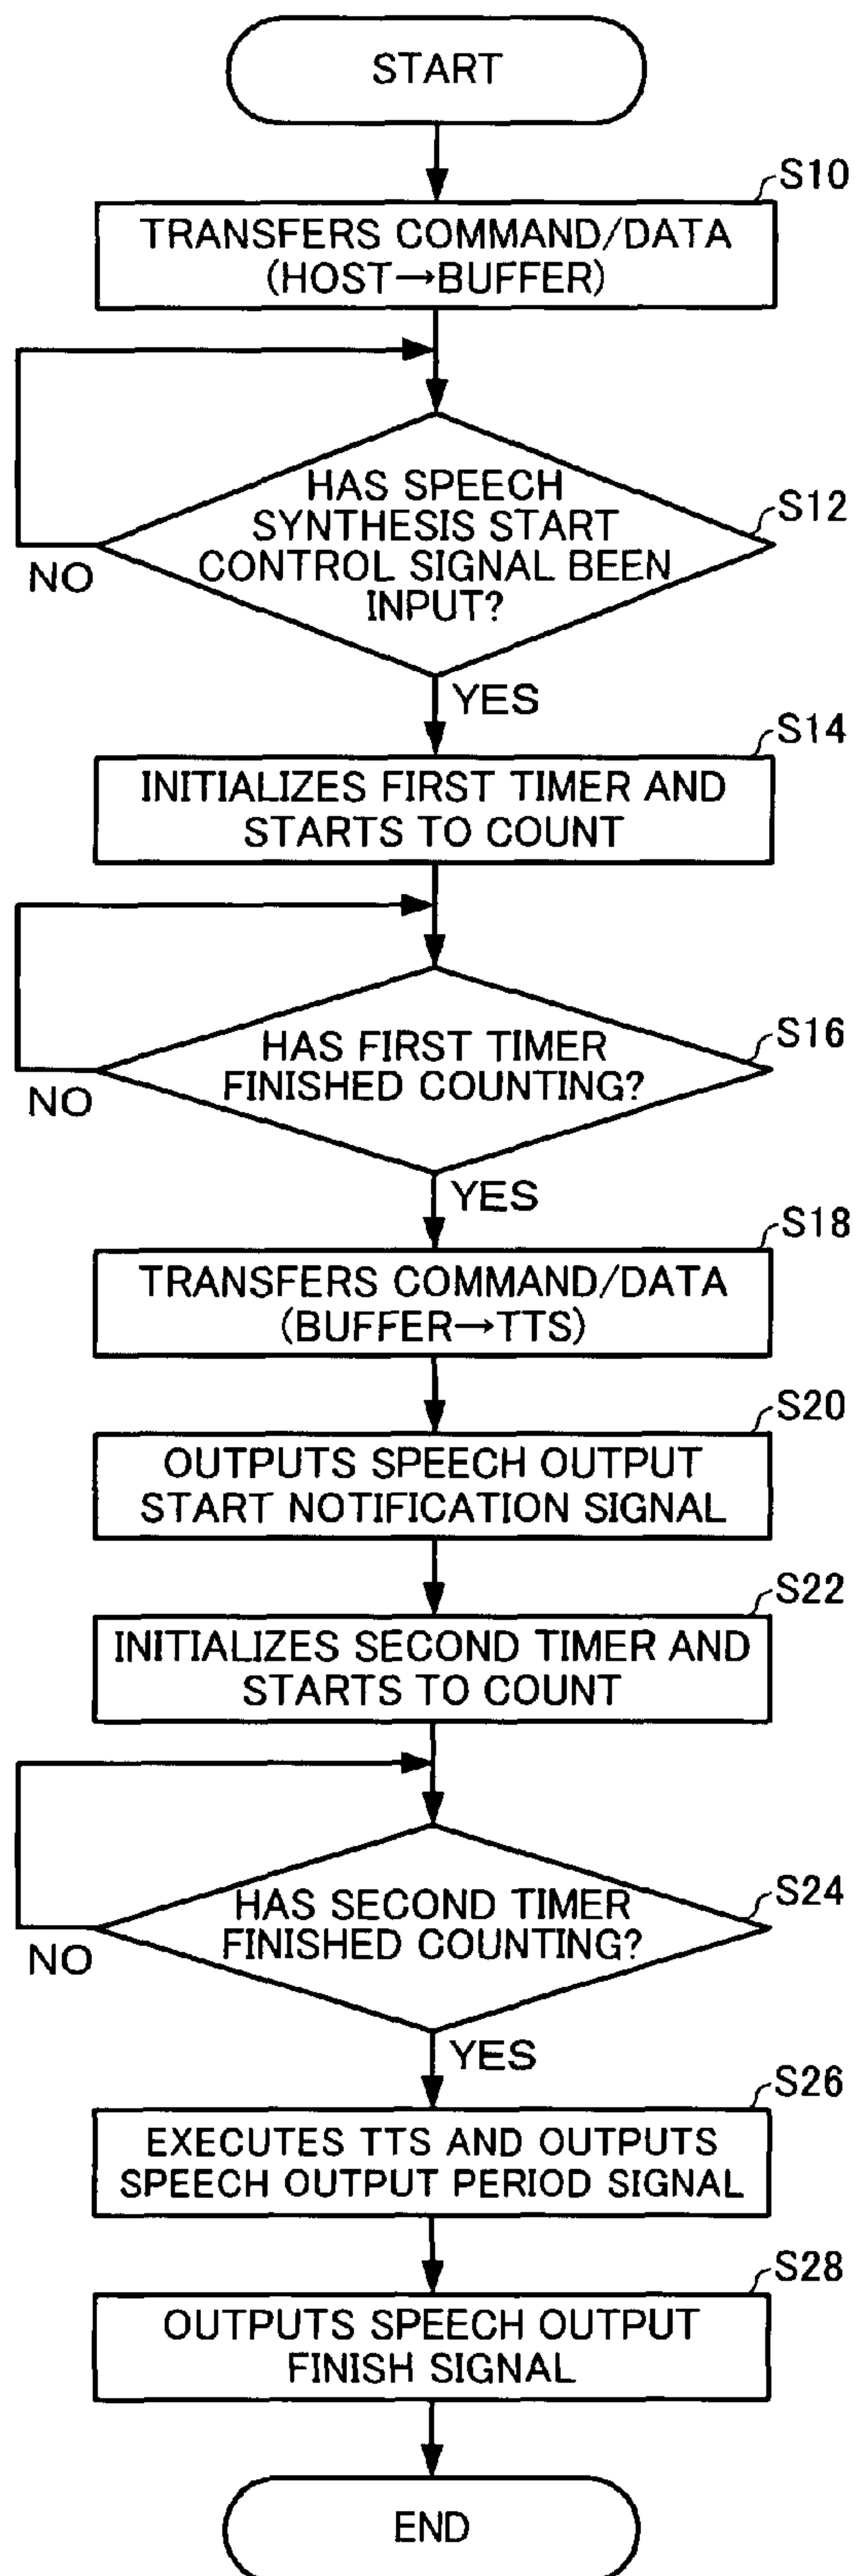 START
S10
TRANSFERS COMMAND/DATA
(HOST→BUFFER)
HAS SPEECH
SYNTHESIS START
CONTROL SIGNAL BEEN
INPUT?
S12
NO
YES
S14
INITIALIZES FIRST TIMER AND
STARTS TO COUNT
HAS FIRST TIMER
FINISHED COUNTING?
S16
NO
YES
S18
TRANSFERS COMMAND/DATA
(BUFFER→TTS)
S20
OUTPUTS SPEECH OUTPUT
START NOTIFICATION SIGNAL
S22
INITIALIZES SECOND TIMER AND
STARTS TO COUNT
HAS SECOND TIMER
FINISHED COUNTING?
S24
NO
YES
S26
EXECUTES TTS AND OUTPUTS
SPEECH OUTPUT PERIOD SIGNAL
S28
OUTPUTS SPEECH OUTPUT
FINISH SIGNAL
END